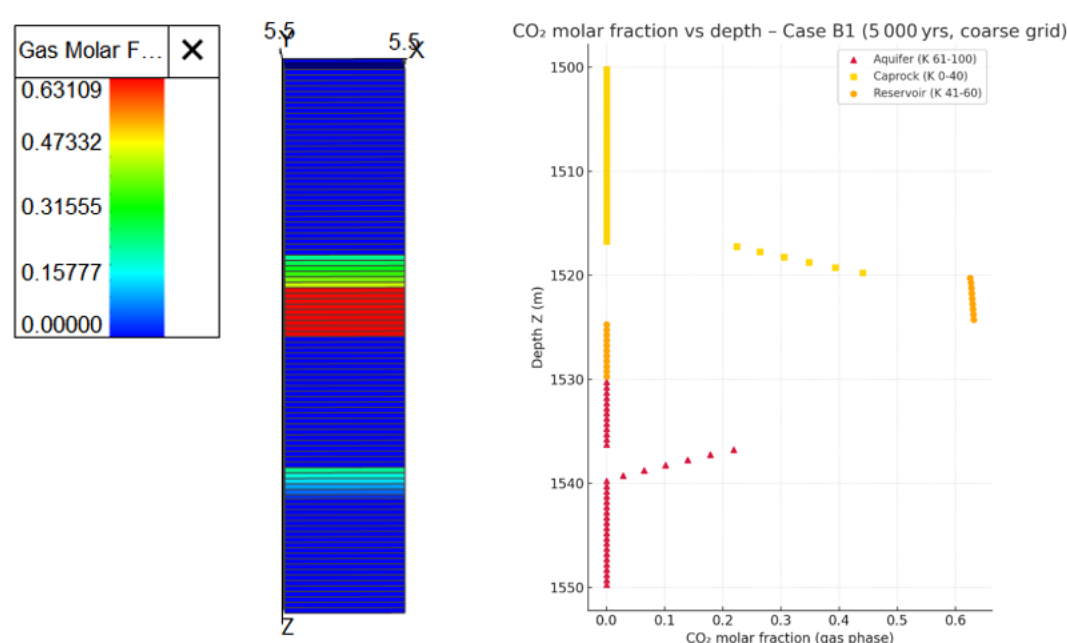 Gas Molar F... ×
0.63109
0.47332
0.31555
0.15777
0.00000
5.5 5.5
Y X
Z
CO₂ molar fraction vs depth – Case B1 (5 000 yrs, coarse grid)
Aquifer (K 61-100)
Caprock (K 0-40)
Reservoir (K 41-60)
Depth Z (m)
1500
1510
1520
1530
1540
1550
0.0 0.1 0.2 0.3 0.4 0.5 0.6
CO₂ molar fraction (gas phase)